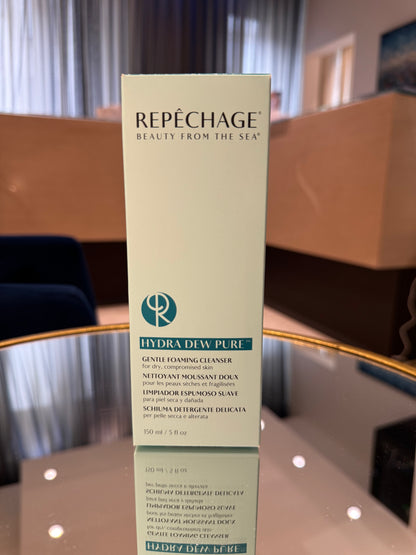 REPÊCHAGE®
BEAUTY FROM THE SEA®
HYDRA DEW PURE™
GENTLE FOAMING CLEANSER
for dry, compromised skin
NETTOYANT MOUSSANT DOUX
pour les peaux sèches et fragilisées
LIMPIADOR ESPUMOSO SUAVE
para piel seca y dañada
SCHIUMA DETERGENTE DELICATA
per pelle secca e alterata
150 ml / 5 fl oz